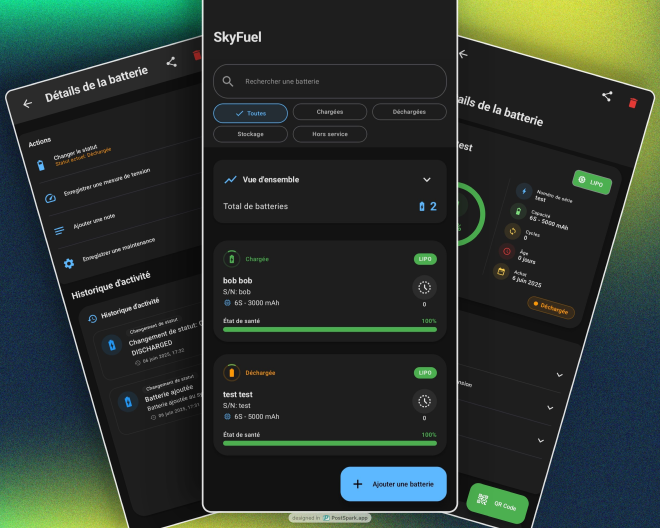 Détails de la batterie
Actions
Changer le statut
Statut actuel: Déchargée
Enregistrer une mesure de tension
Ajouter une note
Enregistrer une maintenance
Historique d'activité
Historique d'activité
Changement de statut
Changement de statut: C
DISCHARGED
06 juin 2025, 17:32
Changement de statut
Batterie ajoutée
Batterie ajoutée au s
06 juin 2025, 17:31
SkyFuel
Rechercher une batterie
Toutes
Chargées
Déchargées
Stockage
Hors service
Vue d'ensemble
Total de batteries
2
Chargée
LIPO
bob bob
S/N: bob
6S - 3000 mAh
0
État de santé
100%
Déchargée
LIPO
test test
S/N: test
6S - 5000 mAh
0
État de santé
100%
Ajouter une batterie
ails de la batterie
est
LIPO
%
Numéro de série
test
Capacité
6S - 5000 mAh
Cycles
0
Âge
0 jours
Achat
6 juin 2025
Déchargée
nsion
QR Code
designed in PostSpark.app